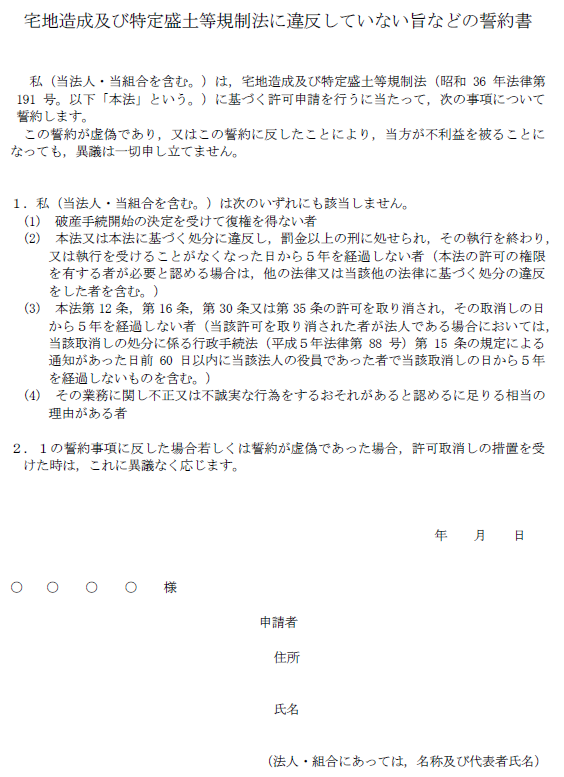 宅地造成及び特定盛土等規制法に違反していない旨などの誓約書
私（当法人・当組合を含む。）は，宅地造成及び特定盛土等規制法（昭和 36 年法律第
191 号。以下「本法」という。）に基づく許可申請を行うに当たって，次の事項について
誓約します。
この誓約が虚偽であり，又はこの誓約に反したことにより，当方が不利益を被ることに
なっても，異議は一切申し立てません。
１．私（当法人・当組合を含む。）は次のいずれにも該当しません。
(1) 破産手続開始の決定を受けて復権を得ない者
(2) 本法又は本法に基づく処分に違反し，罰金以上の刑に処せられ，その執行を終わり，
又は執行を受けることがなくなった日から５年を経過しない者（本法の許可の権限
を有する者が必要と認める場合は，他の法律又は当該他の法律に基づく処分の違反
をした者を含む。）
(3) 本法第 12 条，第 16 条，第 30 条又は第 35 条の許可を取り消され，その取消しの日
から５年を経過しない者（当該許可を取り消された者が法人である場合においては，
当該取消しの処分に係る行政手続法（平成５年法律第 88 号）第 15 条の規定による
通知があった日前 60 日以内に当該法人の役員であった者で当該取消しの日から５年
を経過しないものを含む。）
(4) その業務に関し不正又は不誠実な行為をするおそれがあると認めるに足りる相当の
理由がある者
２．１の誓約事項に反した場合若しくは誓約が虚偽であった場合，許可取消しの措置を受
けた時は，これに異議なく応じます。
年　月　日
○　○　○　○　様
申請者
住所
氏名
（法人・組合にあっては，名称及び代表者氏名）